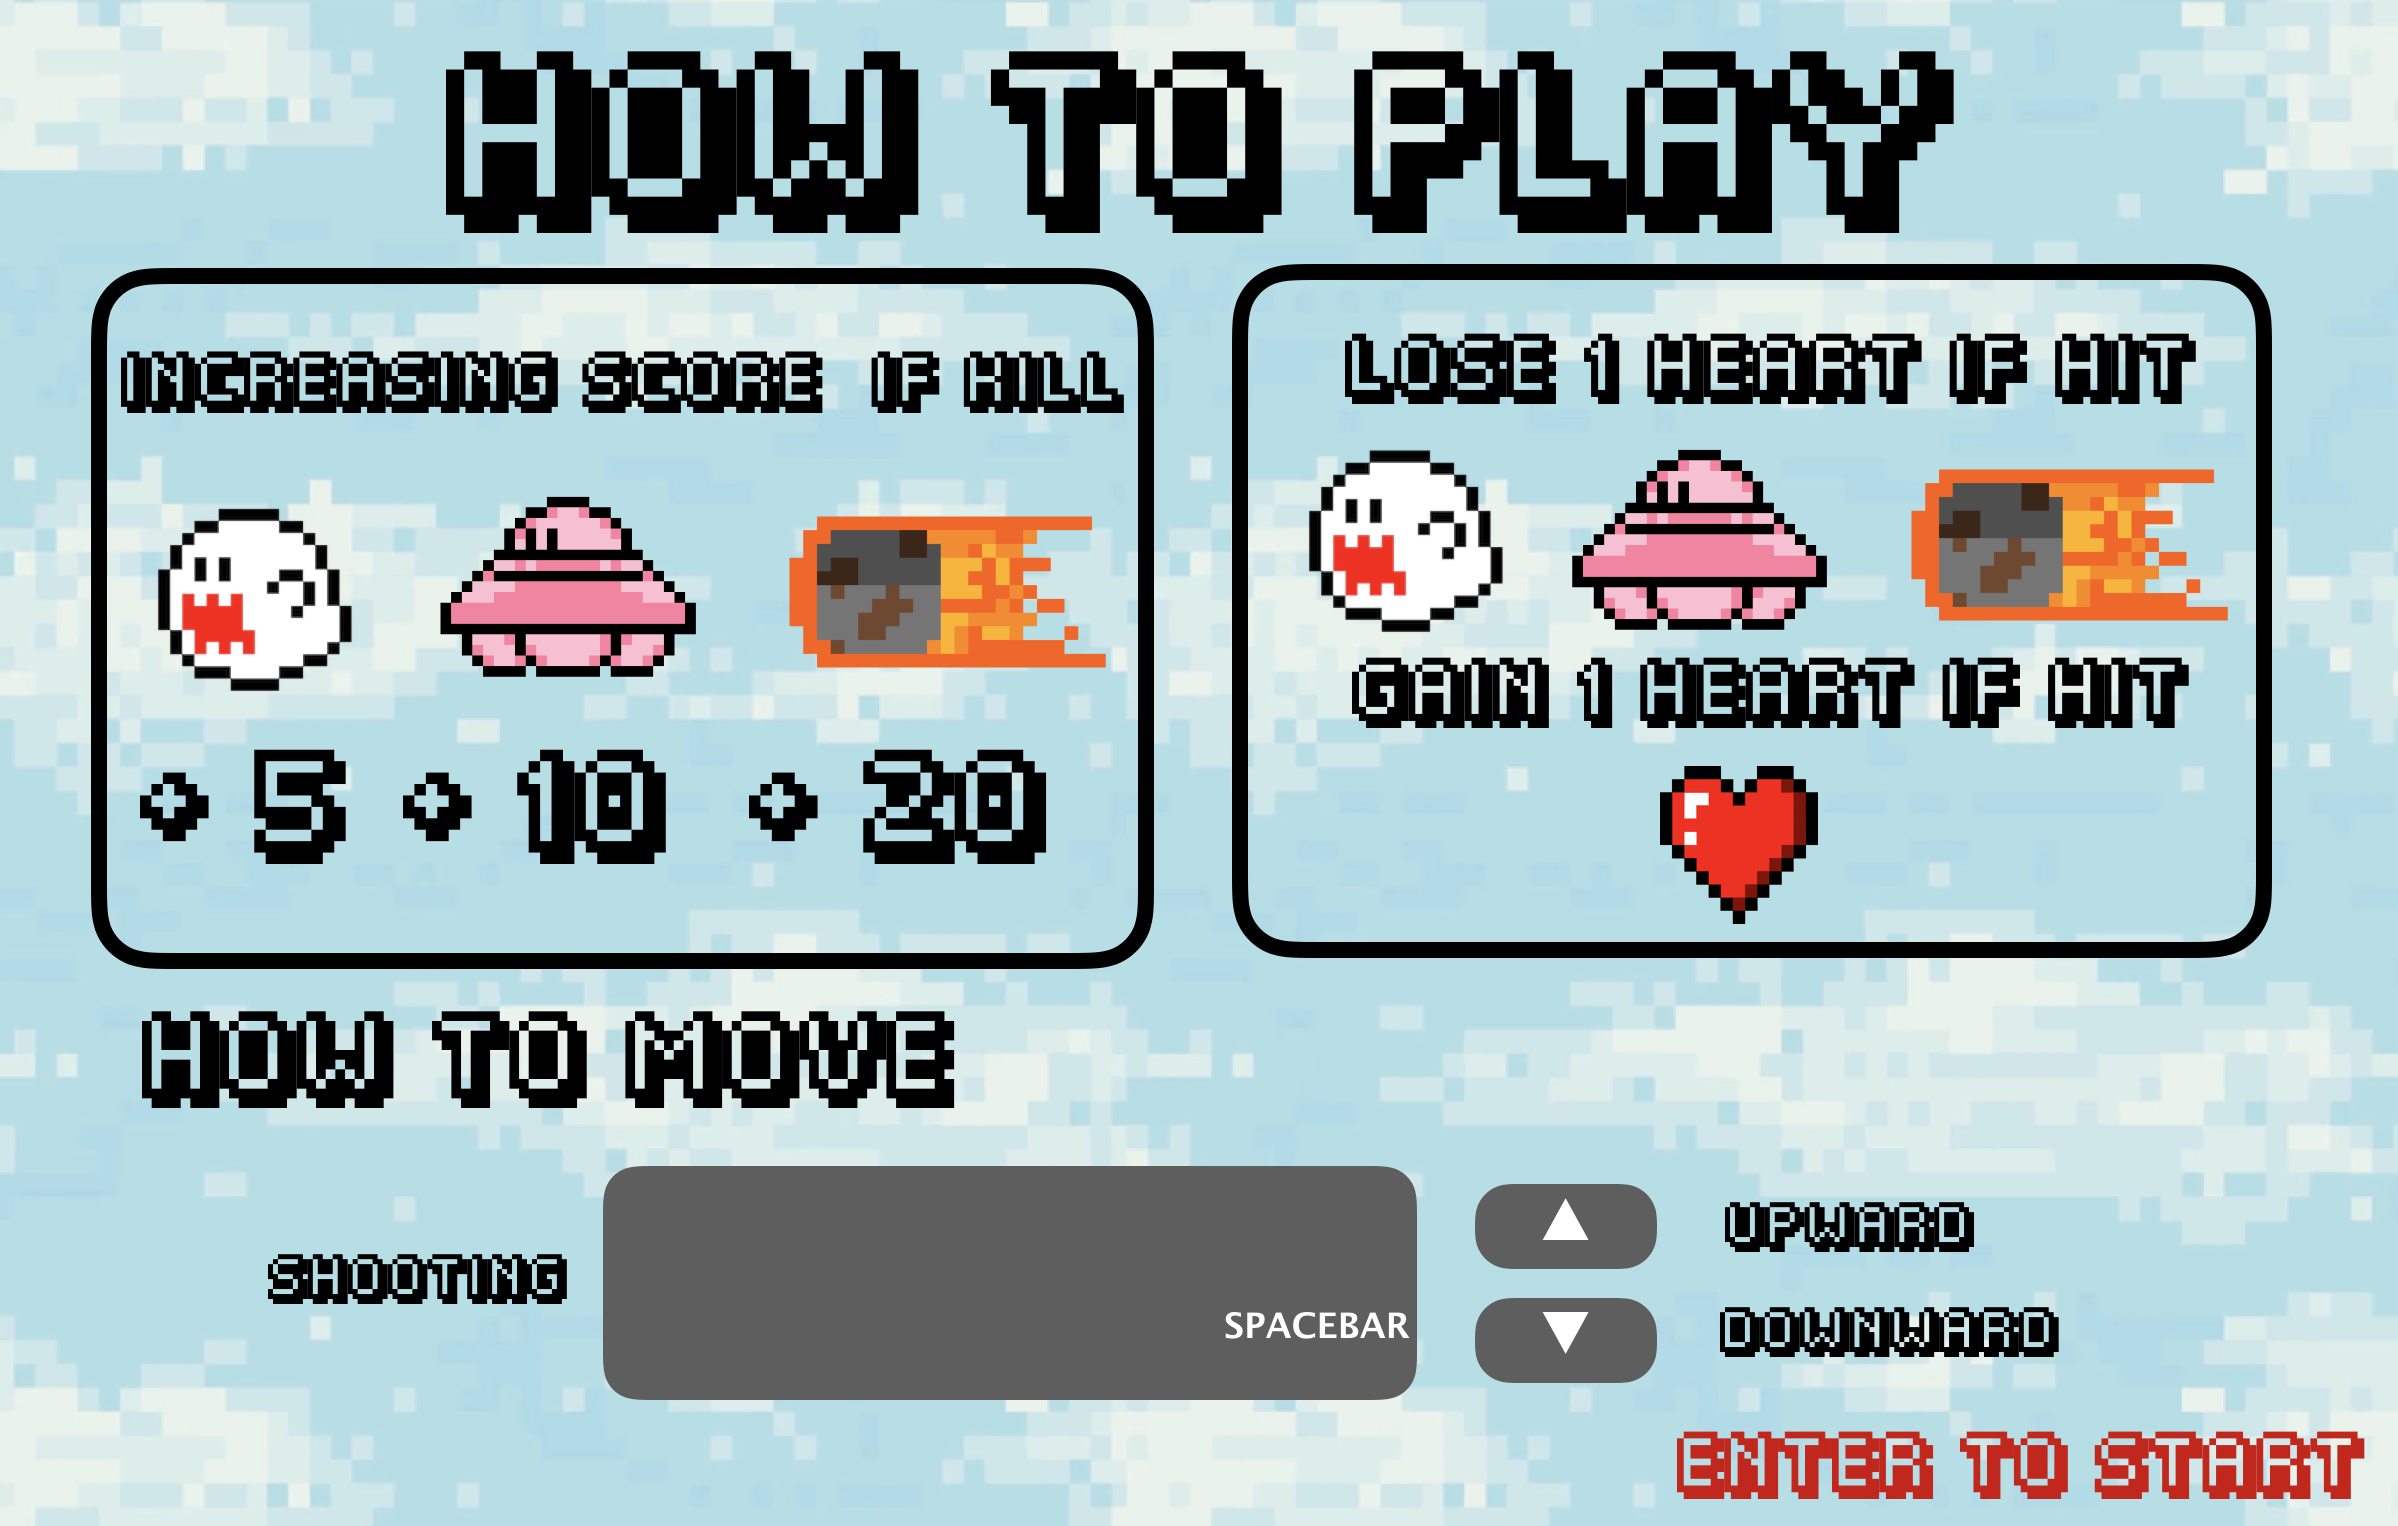 HOW TO PLAY
INCREASING SCORE IF KILL
+ 5 + 10 + 20
LOSE 1 HEART IF HIT
GAIN 1 HEART IF HIT
HOW TO MOVE
SHOOTING
SPACEBAR
UPWARD
DOWNWARD
ENTER TO START